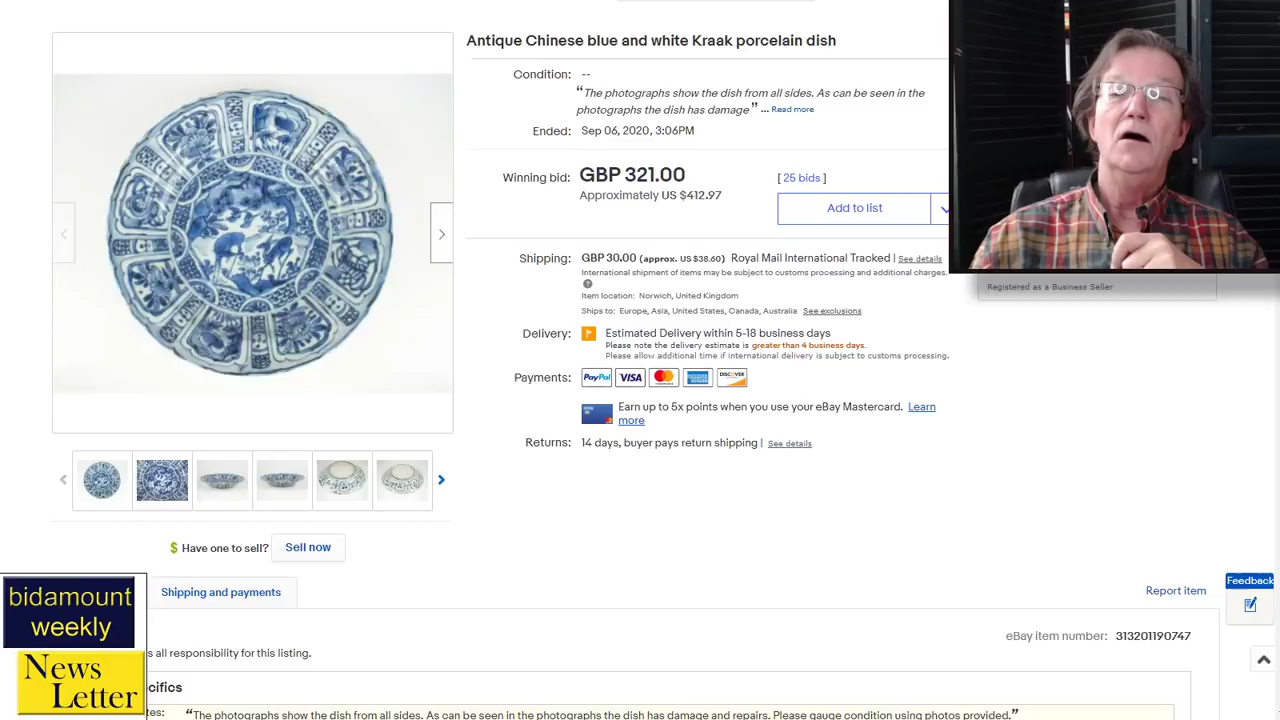 Antique Chinese blue and white Kraak porcelain dish
Condition: --
“The photographs show the dish from all sides. As can be seen in the
photographs the dish has damage” ... Read more
Ended: Sep 06, 2020, 3:06PM
Winning bid: GBP 321.00 [ 25 bids ]
Approximately US $412.97
Add to list
Shipping: GBP 30.00 (approx. US $38.60) Royal Mail International Tracked | See details
International shipment of items may be subject to customs processing and additional charges.
?
Item location: Norwich, United Kingdom
Ships to: Europe, Asia, United States, Canada, Australia See exclusions
Registered as a Business Seller
Delivery: Estimated Delivery within 5-18 business days
Please note the delivery estimate is greater than 4 business days.
Please allow additional time if international delivery is subject to customs processing.
Payments: PayPal VISA MasterCard DISCOVER
Earn up to 5x points when you use your eBay Mastercard. Learn
more
Returns: 14 days, buyer pays return shipping | See details
$ Have one to sell? Sell now
Feedback
Shipping and payments
Report item
bidamount
weekly
eBay item number: 313201190747
s all responsibility for this listing.
News
Letter
cifics
tes: “The photographs show the dish from all sides. As can be seen in the photographs the dish has damage and repairs. Please gauge condition using photos provided.”